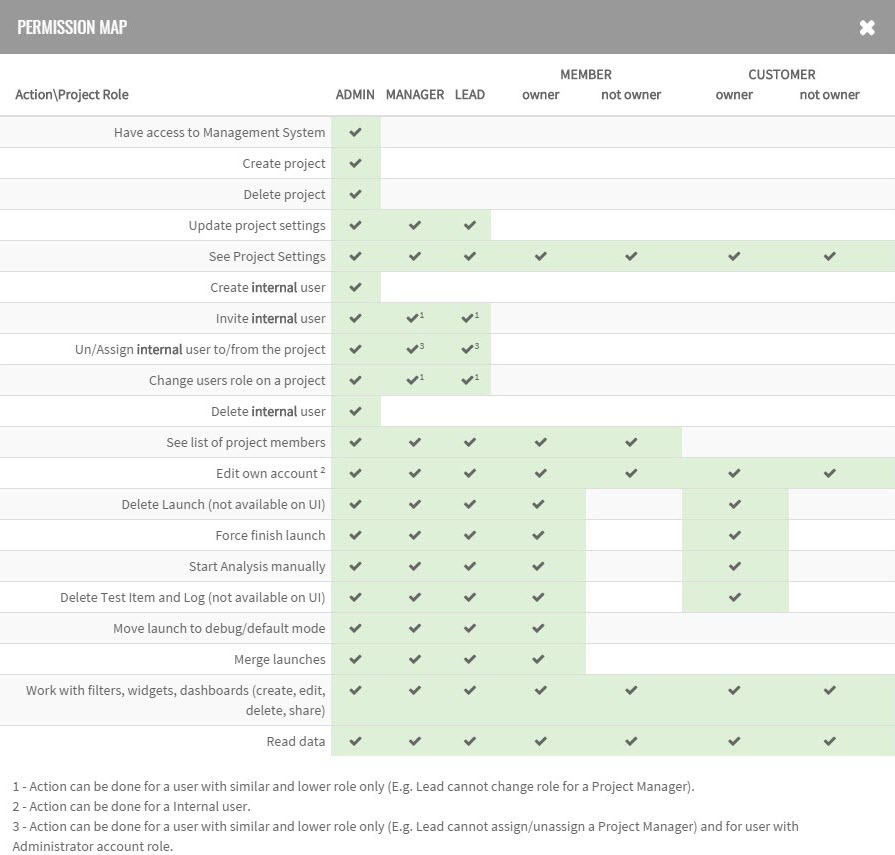 PERMISSION MAP ✖
MEMBER CUSTOMER
Action\Project Role ADMIN MANAGER LEAD owner not owner owner not owner
Have access to Management System ✔
Create project ✔
Delete project ✔
Update project settings ✔ ✔ ✔
See Project Settings ✔ ✔ ✔ ✔ ✔ ✔ ✔
Create internal user ✔
Invite internal user ✔ ✔¹ ✔¹
Un/Assign internal user to/from the project ✔ ✔³ ✔³
Change users role on a project ✔ ✔¹ ✔¹
Delete internal user ✔
See list of project members ✔ ✔ ✔ ✔ ✔
Edit own account ² ✔ ✔ ✔ ✔ ✔ ✔ ✔
Delete Launch (not available on UI) ✔ ✔ ✔ ✔ ✔
Force finish launch ✔ ✔ ✔ ✔ ✔
Start Analysis manually ✔ ✔ ✔ ✔ ✔
Delete Test Item and Log (not available on UI) ✔ ✔ ✔ ✔ ✔
Move launch to debug/default mode ✔ ✔ ✔ ✔
Merge launches ✔ ✔ ✔ ✔
Work with filters, widgets, dashboards (create, edit, ✔ ✔ ✔ ✔ ✔ ✔ ✔
delete, share)
Read data ✔ ✔ ✔ ✔ ✔ ✔ ✔
1 - Action can be done for a user with similar and lower role only (E.g. Lead cannot change role for a Project Manager).
2 - Action can be done for a Internal user.
3 - Action can be done for a user with similar and lower role only (E.g. Lead cannot assign/unassign a Project Manager) and for user with
Administrator account role.